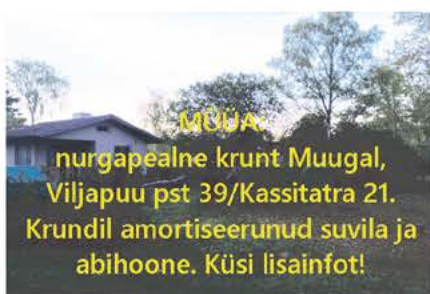 MÜÜA:
nurgapealne krunt Muugal,
Viljapuu pst 39/Kassitatra 21.
Krundil amortiseerunud suvila ja
abihoone. Küsi lisainfot!